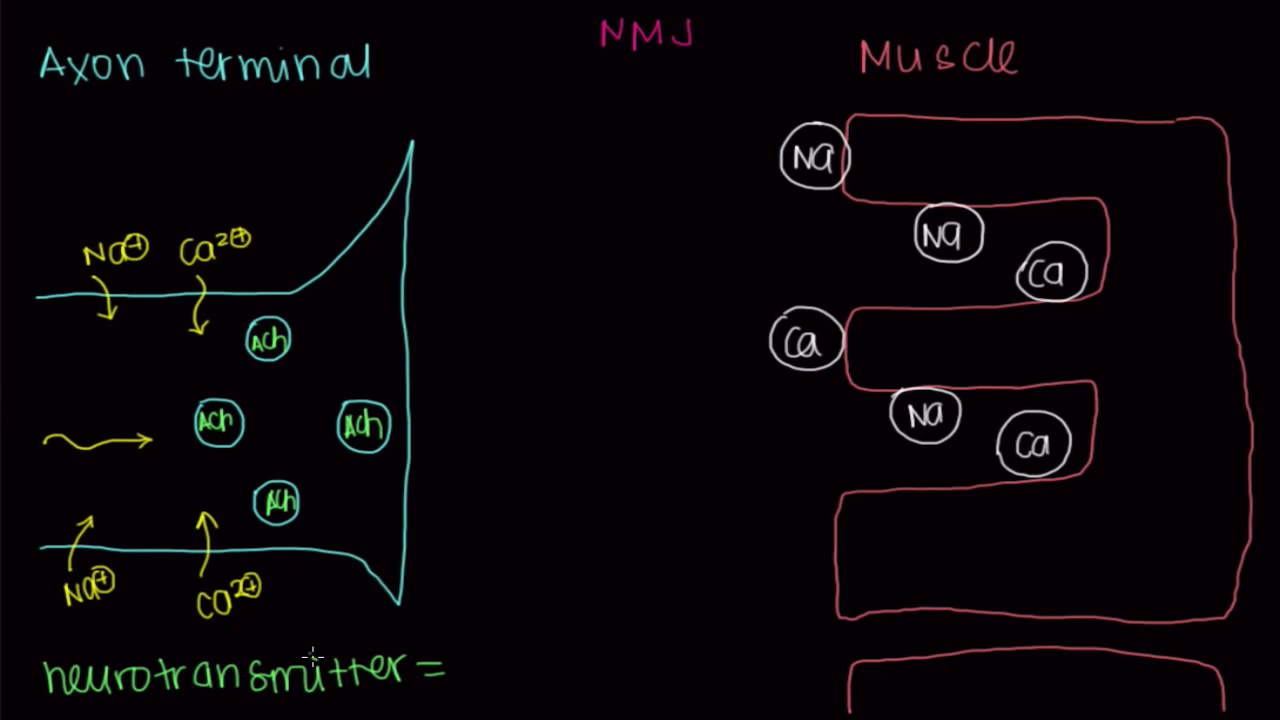 NMJ
Axon terminal
Muscle
Na
Na+ Ca2+
Na
Ca
ACh
Ca
ACh
ACh
Na
Ca
ACh
Na+
Ca2+
neurotransmitter =